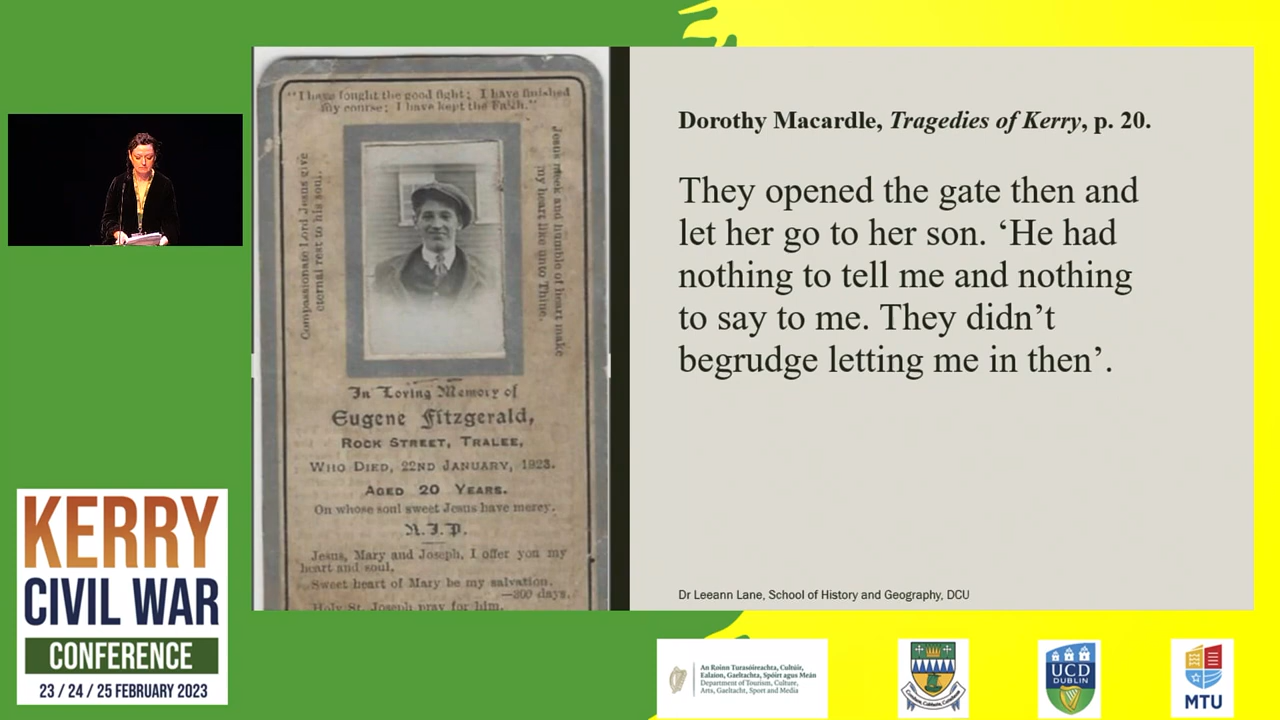 "I have fought the good fight; I have finished
my course; I have kept the Faith."
Compassionate Lord Jesus give
eternal rest to his soul.
Jesus meek and humble of heart make
my heart like unto Thine.
In Loving Memory of
Eugene Fitzgerald,
ROCK STREET, TRALEE,
WHO DIED, 22ND JANUARY, 1923.
AGED 20 YEARS.
On whose soul sweet Jesus have mercy.
R.I.P.
Jesus, Mary and Joseph, I offer you my
heart and soul.
Sweet heart of Mary be my salvation.
—300 days.
Holy St. Joseph pray for him.
Dorothy Macardle, Tragedies of Kerry, p. 20.
They opened the gate then and
let her go to her son. ‘He had
nothing to tell me and nothing
to say to me. They didn’t
begrudge letting me in then’.
Dr Leeann Lane, School of History and Geography, DCU
KERRY
CIVIL WAR
CONFERENCE
23 / 24 / 25 FEBRUARY 2023
An Roinn Turasóireachta, Cultúir,
Ealaíon, Gaeltachta, Spóirt agus Meán
Department of Tourism, Culture,
Arts, Gaeltacht, Sport and Media
UCD
DUBLIN
MTU